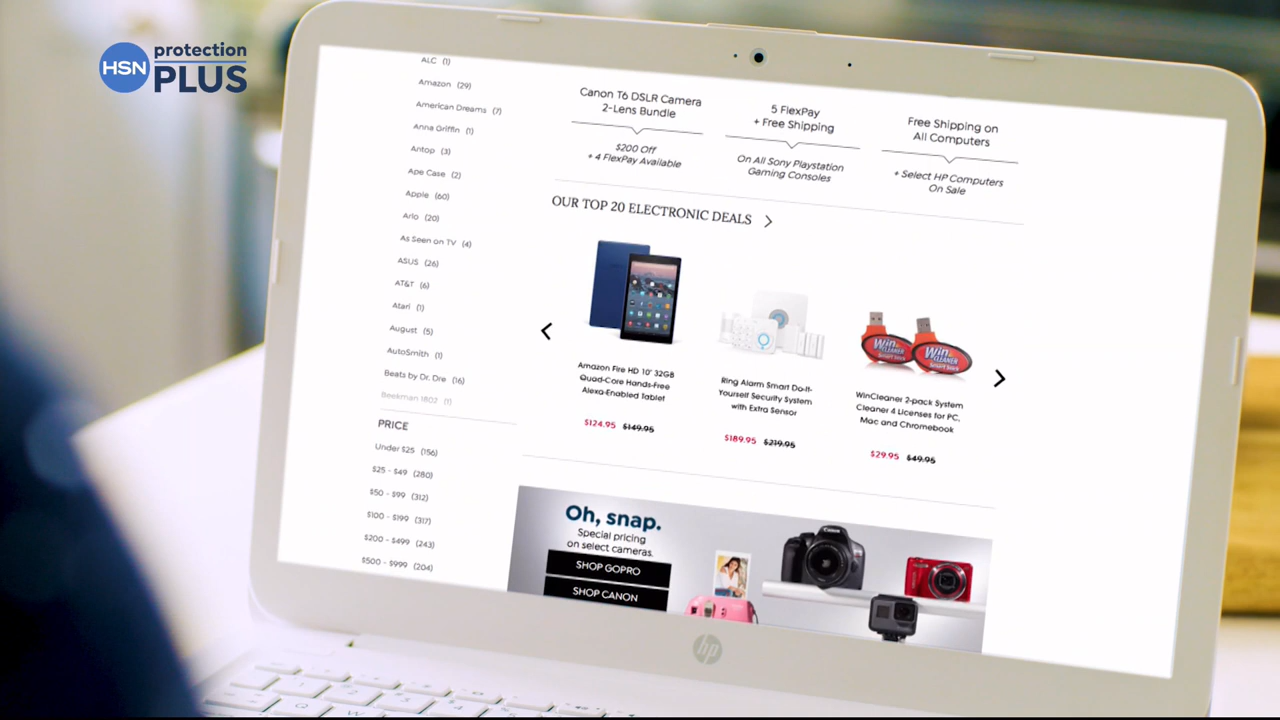 HSN protection
PLUS
ALC (1)
Amazon (29)
American Dreams (7)
Anna Griffin (1)
Antop (3)
Ape Case (2)
Apple (60)
Arlo (20)
As Seen on TV (4)
ASUS (26)
AT&T (6)
Atari (1)
August (5)
AutoSmith (1)
Beats by Dr. Dre (16)
Beekman 1802 (1)
PRICE
Under $25 (156)
$25 - $49 (280)
$50 - $99 (312)
$100 - $199 (317)
$200 - $499 (243)
$500 - $999 (204)
Canon T6 DSLR Camera
2-Lens Bundle
$200 Off
+ 4 FlexPay Available
5 FlexPay
+ Free Shipping
On All Sony Playstation
Gaming Consoles
Free Shipping on
All Computers
+ Select HP Computers
On Sale
OUR TOP 20 ELECTRONIC DEALS
Amazon Fire HD 10" 32GB
Quad-Core Hands-Free
Alexa-Enabled Tablet
$124.95 $149.95
Ring Alarm Smart Do-It-
Yourself Security System
with Extra Sensor
$189.95 $219.95
Win
CLEANER
Win
CLEANER
WinCleaner 2-pack System
Cleaner 4 Licenses for PC,
Mac and Chromebook
$29.95 $49.95
Oh, snap.
Special pricing
on select cameras.
SHOP GOPRO
SHOP CANON
Canon
hp